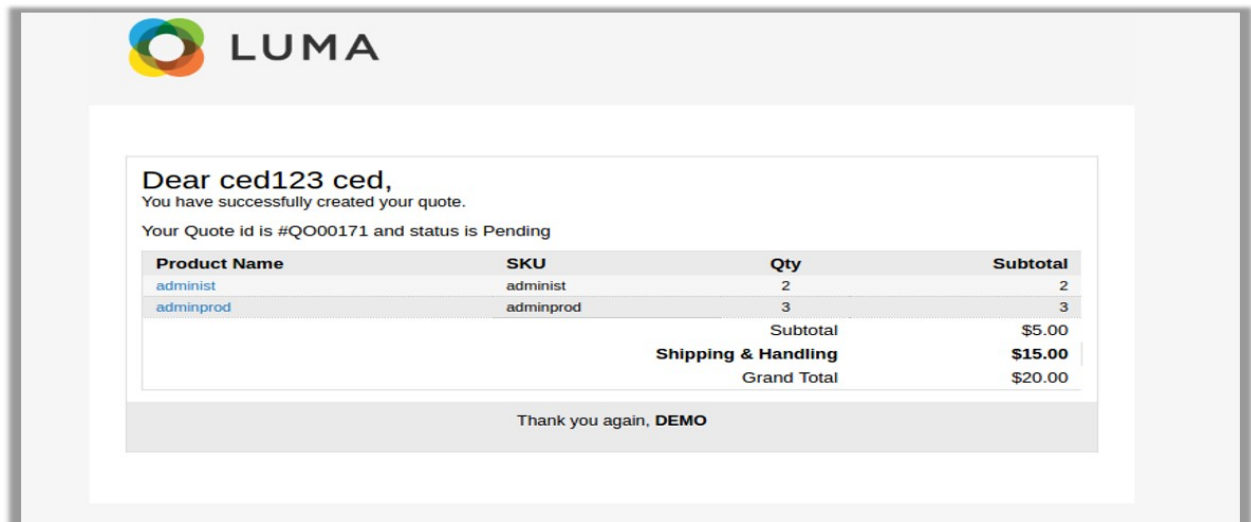 LUMA
Dear ced123 ced,
You have successfully created your quote.
Your Quote id is #QO00171 and status is Pending
Product Name SKU Qty Subtotal
administ administ 2 2
adminprod adminprod 3 3
Subtotal $5.00
Shipping & Handling $15.00
Grand Total $20.00
Thank you again, DEMO